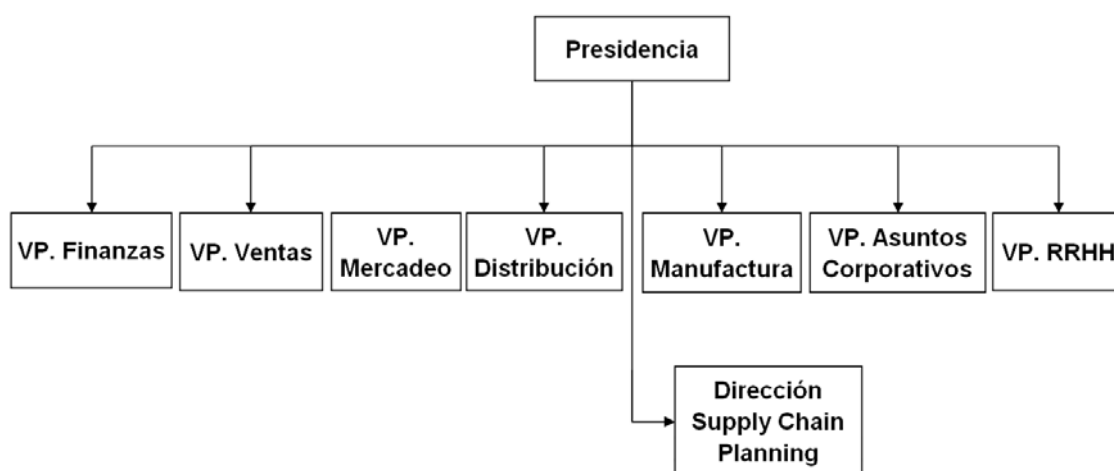 Presidencia
VP. Finanzas
VP. Ventas
VP.
Mercadeo
VP.
Distribución
VP.
Manufactura
VP. Asuntos
Corporativos
VP. RRHH
Dirección
Supply Chain
Planning